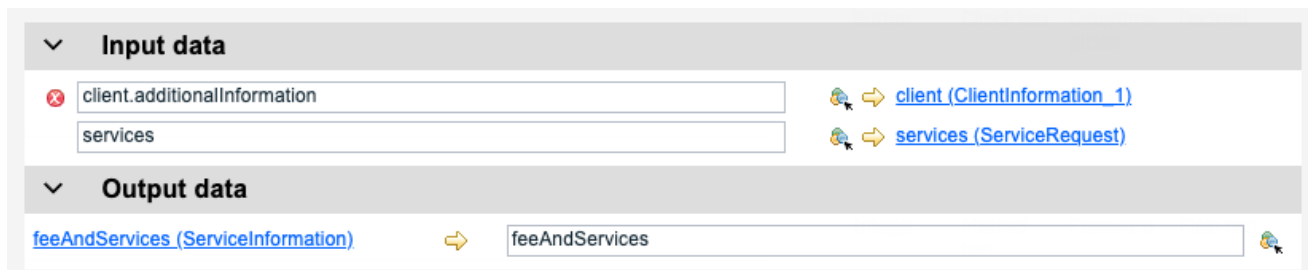 Input data
client.additionalInformation client (ClientInformation_1)
services services (ServiceRequest)
Output data
feeAndServices (ServiceInformation) feeAndServices